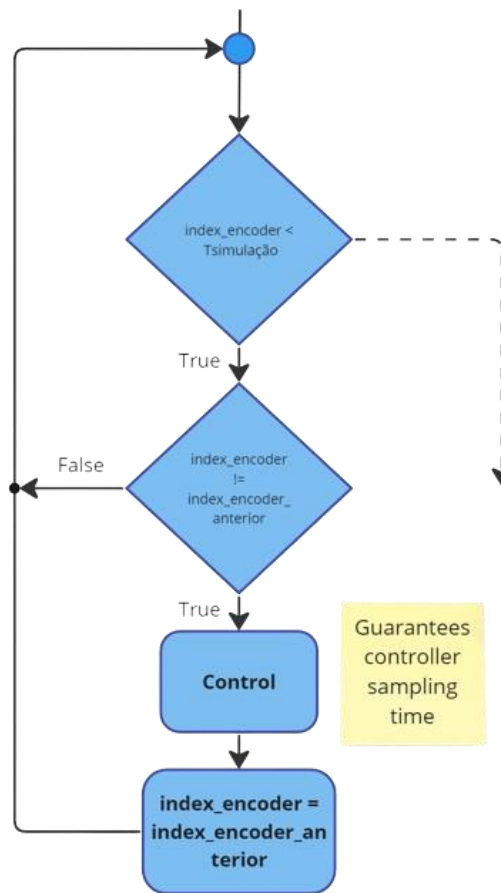 index_encoder <
Tsimulação
True
False
index_encoder
!=
index_encoder_
anterior
True
Control
Guarantees
controller
sampling
time
index_encoder =
index_encoder_an
terior